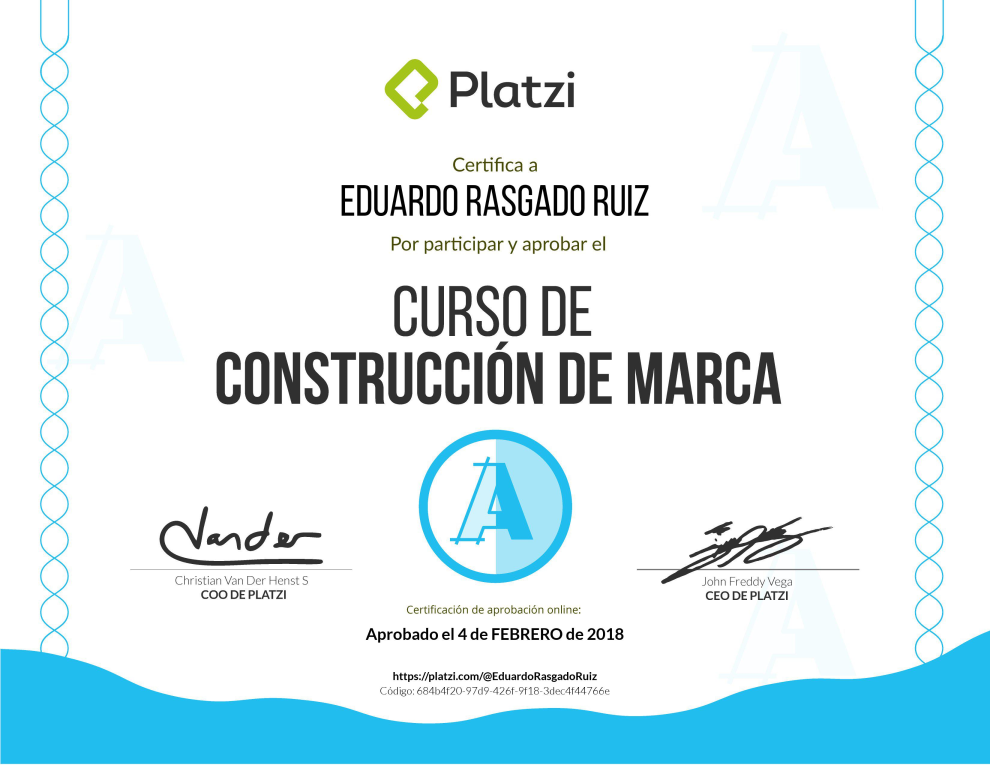 Platzi
Certifica a
EDUARDO RASGADO RUIZ
Por participar y aprobar el
CURSO DE
CONSTRUCCIÓN DE MARCA
A
Vander
Christian Van Der Henst S
COO DE PLATZI
John Freddy Vega
CEO DE PLATZI
Certificación de aprobación online:
Aprobado el 4 de FEBRERO de 2018
https://platzi.com/@EduardoRasgadoRuiz
Código: 684b4f20-97d9-426f-9f18-3dec4f44766e